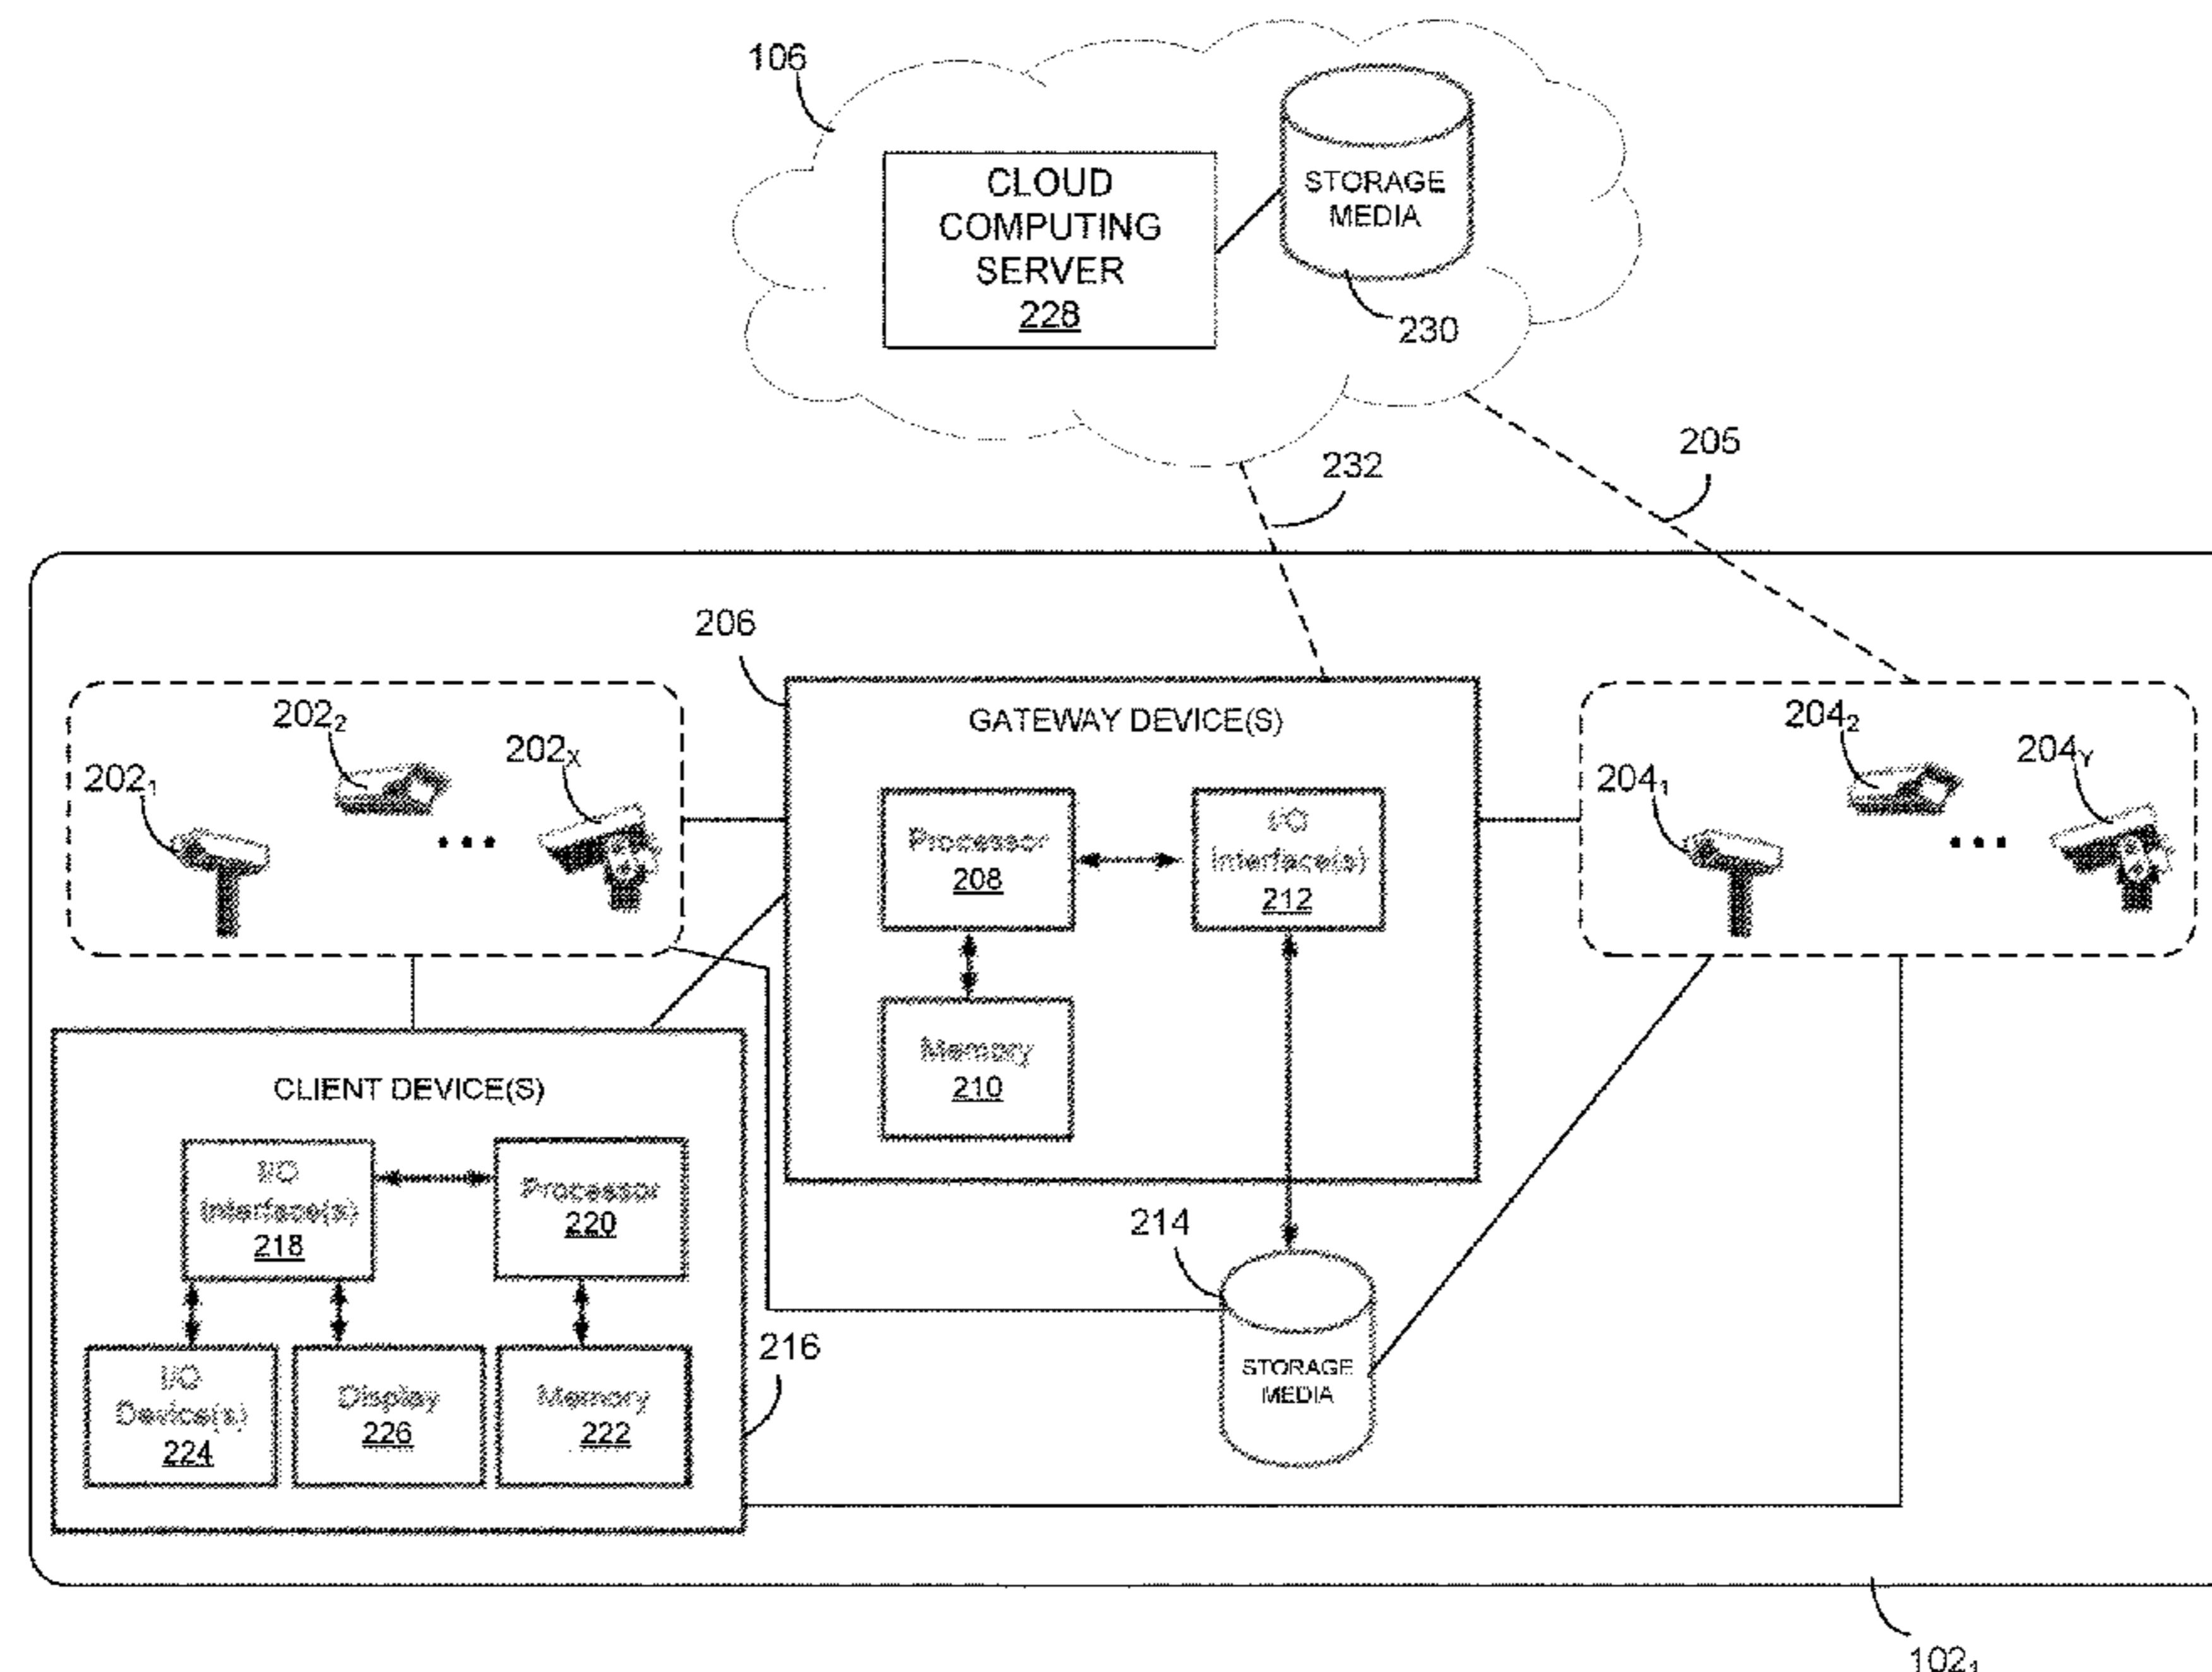 106
CLOUD
COMPUTING
SERVER
228
STORAGE
MEDIA
230
232
205
206
GATEWAY DEVICE(S)
202₁
202₂
202ₓ
Processor
208
I/O
Interface(s)
212
Memory
210
204₁
204₂
204Y
CLIENT DEVICE(S)
I/O
Interface(s)
218
Processor
220
I/O
Device(s)
224
Display
226
Memory
222
216
214
STORAGE
MEDIA
102₁